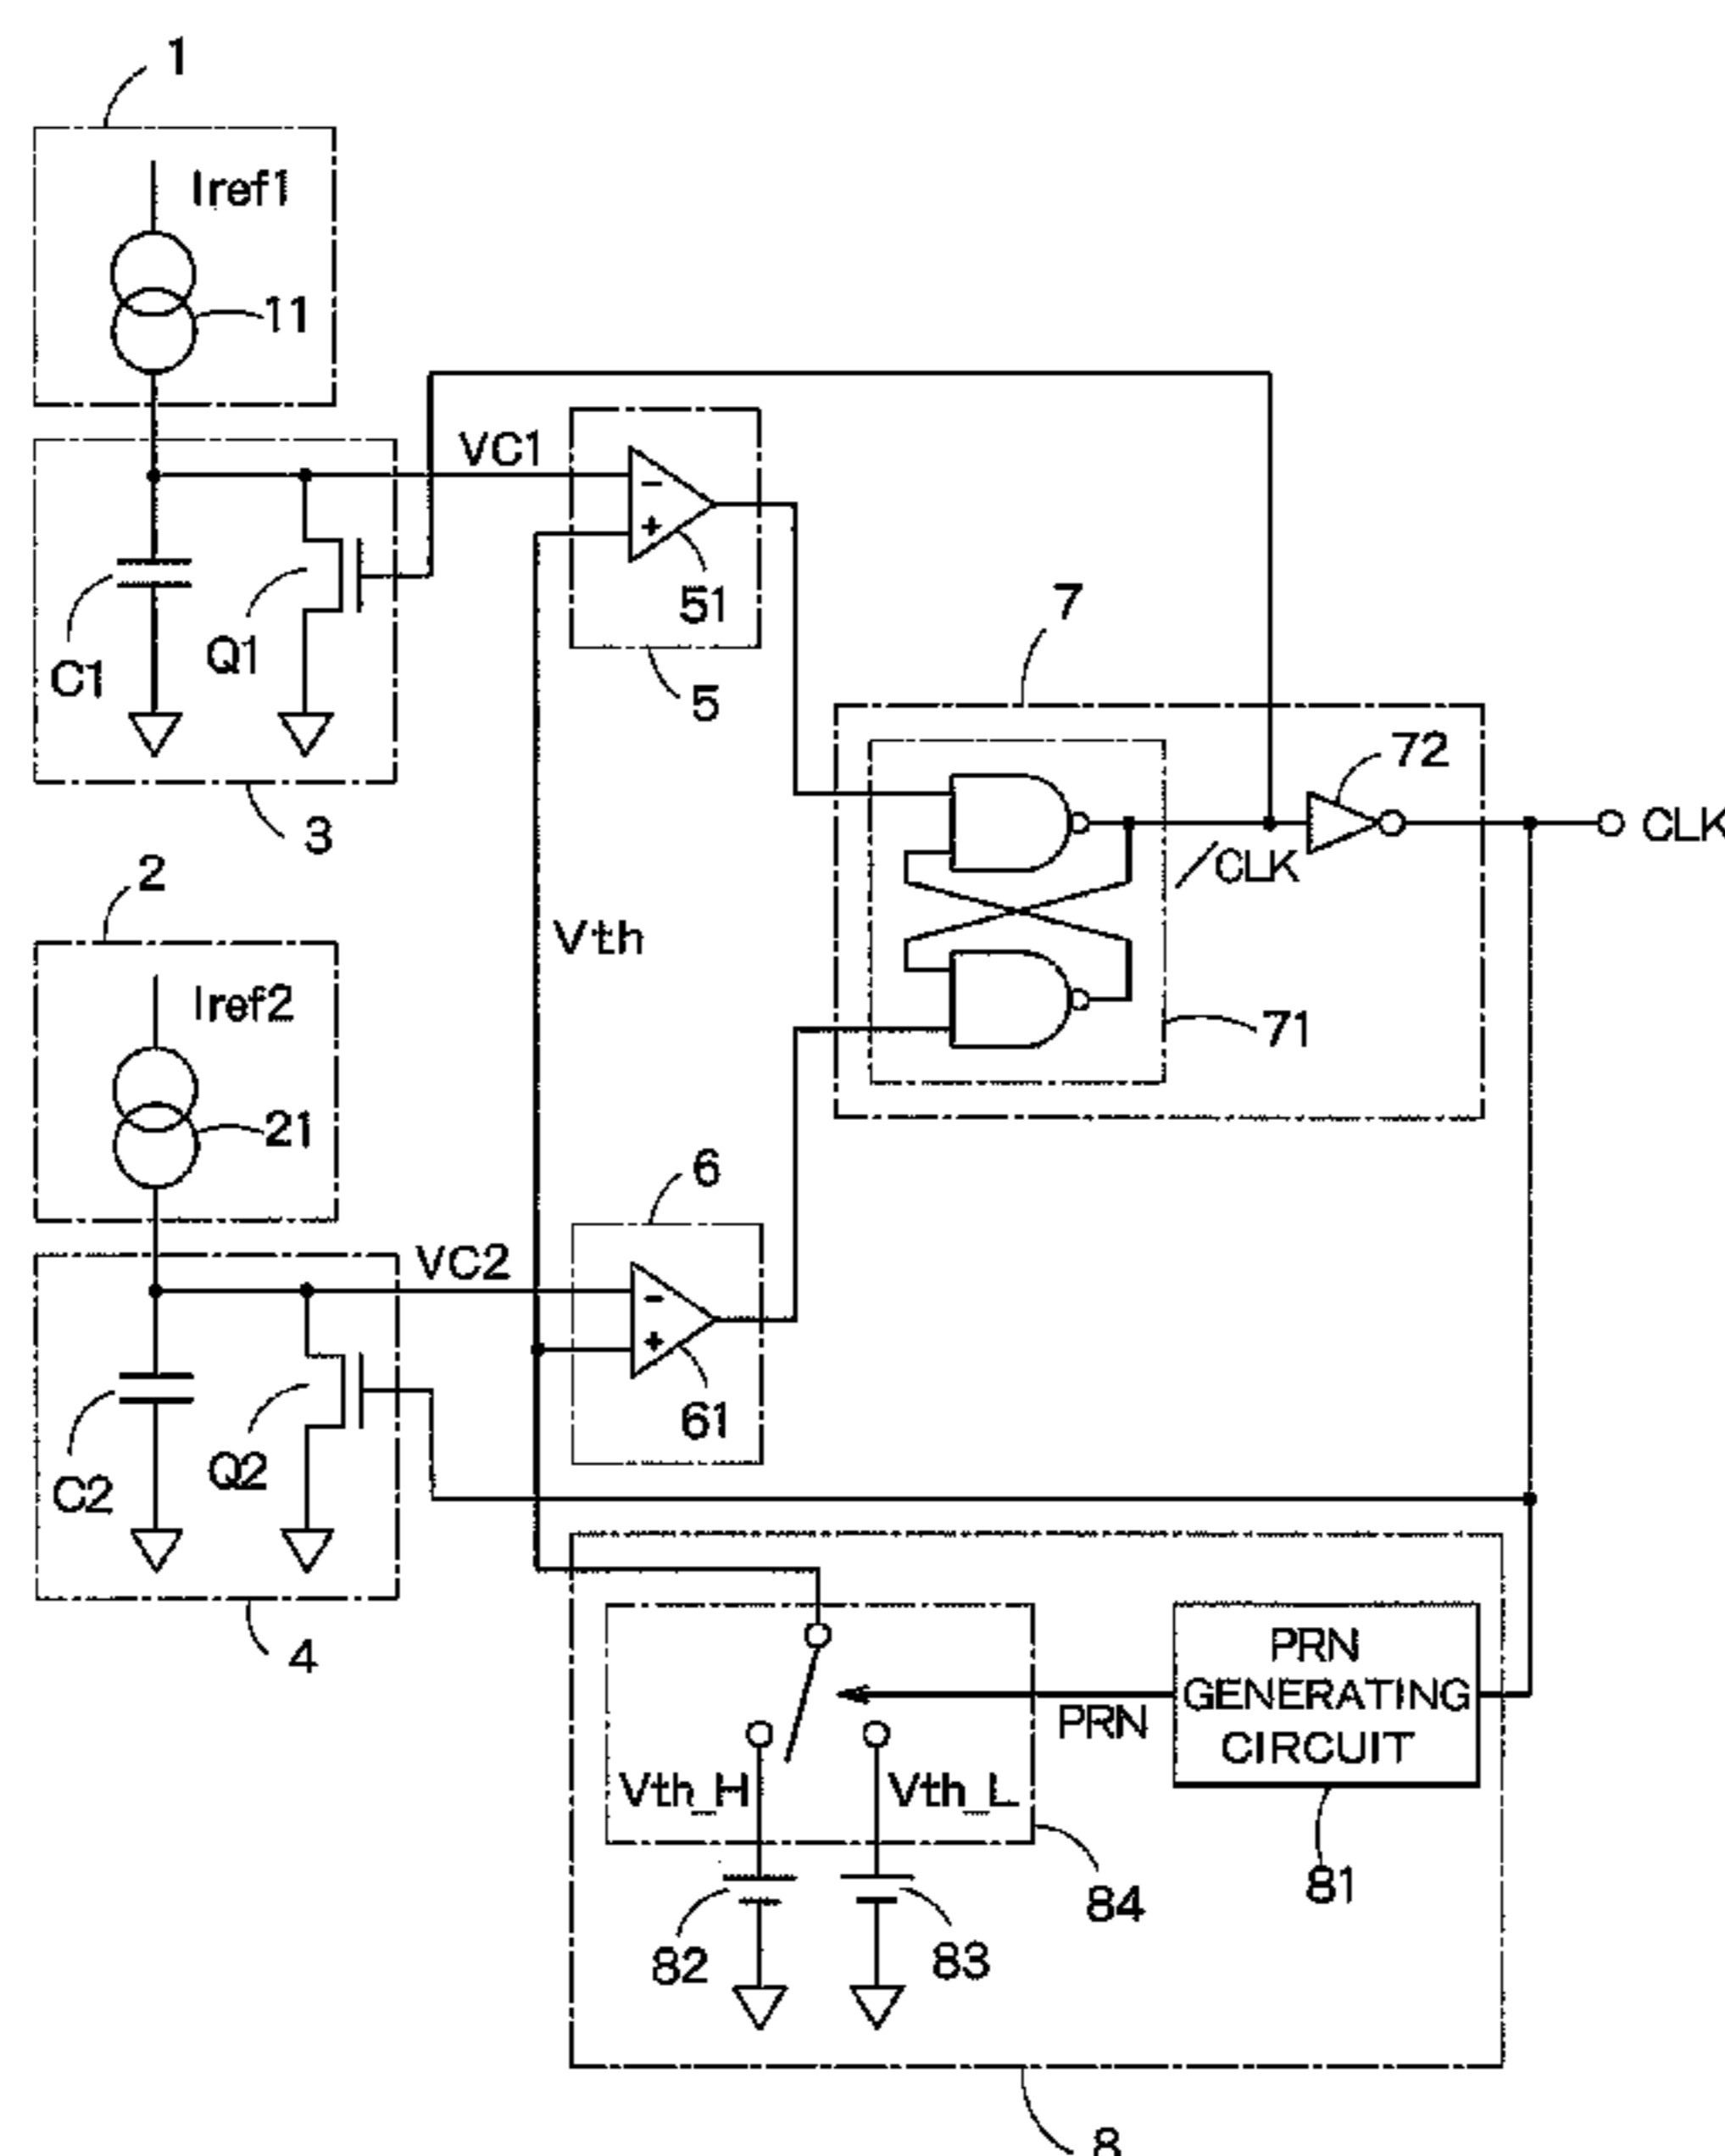 1
Iref1
11
VC1
-
+
51
C1
Q1
5
7
3
72
CLK
/CLK
2
Vth
Iref2
71
21
6
VC2
-
+
61
C2
Q2
4
PRN
GENERATING
CIRCUIT
PRN
Vth_H
Vth_L
81
84
82
83
8